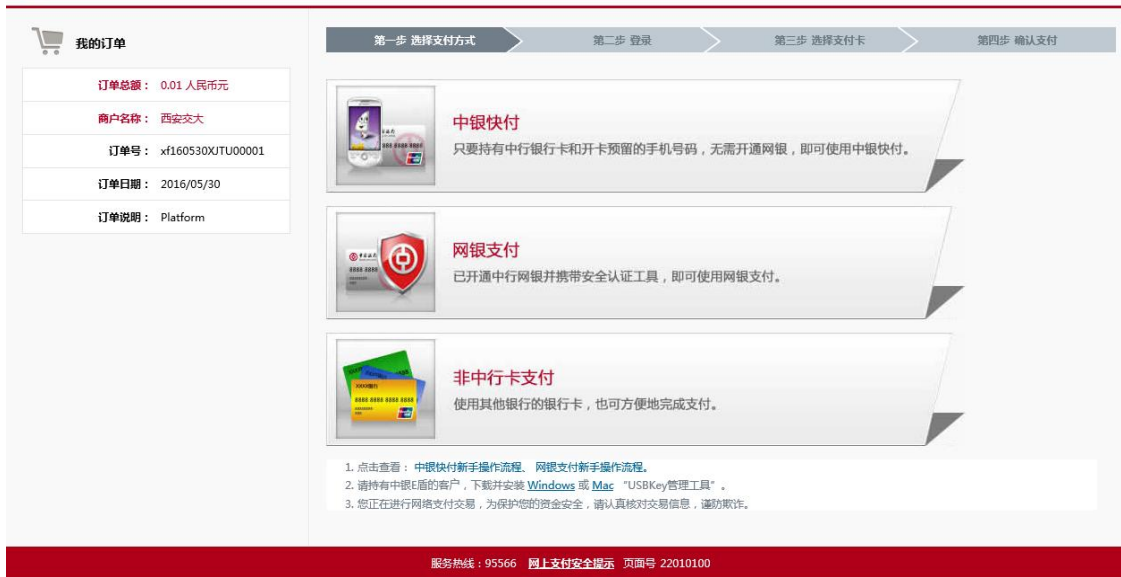 我的订单
订单总额： 0.01 人民币元
商户名称： 西安交大
订单号： xf160530XJTU00001
订单日期： 2016/05/30
订单说明： Platform
第一步 选择支付方式
第二步 登录
第三步 选择支付卡
第四步 确认支付
中银快付
只要持有中行银行卡和开卡预留的手机号码，无需开通网银，即可使用中银快付。
网银支付
已开通中行网银并携带安全认证工具，即可使用网银支付。
非中行卡支付
使用其他银行的银行卡，也可方便地完成支付。
8888 8888 8888 8888
1. 点击查看： 中银快付新手操作流程、 网银支付新手操作流程。
2. 请持有中银E盾的客户，下载并安装 Windows 或 Mac “USBKey管理工具”。
3. 您正在进行网络支付交易，为保护您的资金安全，请认真核对交易信息，谨防欺诈。
服务热线：95566 网上支付安全提示 页面号 22010100